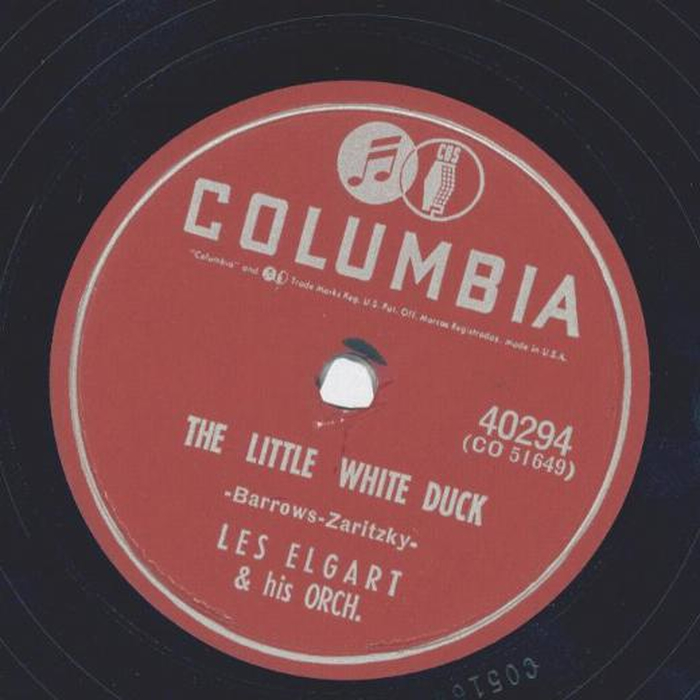 CBS
COLUMBIA
"Columbia" and Trade Marks Reg. U.S. Pat. Off. Marcas Registradas. Made in U.S.A.
40294
(CO 51649)
THE LITTLE WHITE DUCK
-Barrows-Zaritzky-
LES ELGART
& his ORCH.